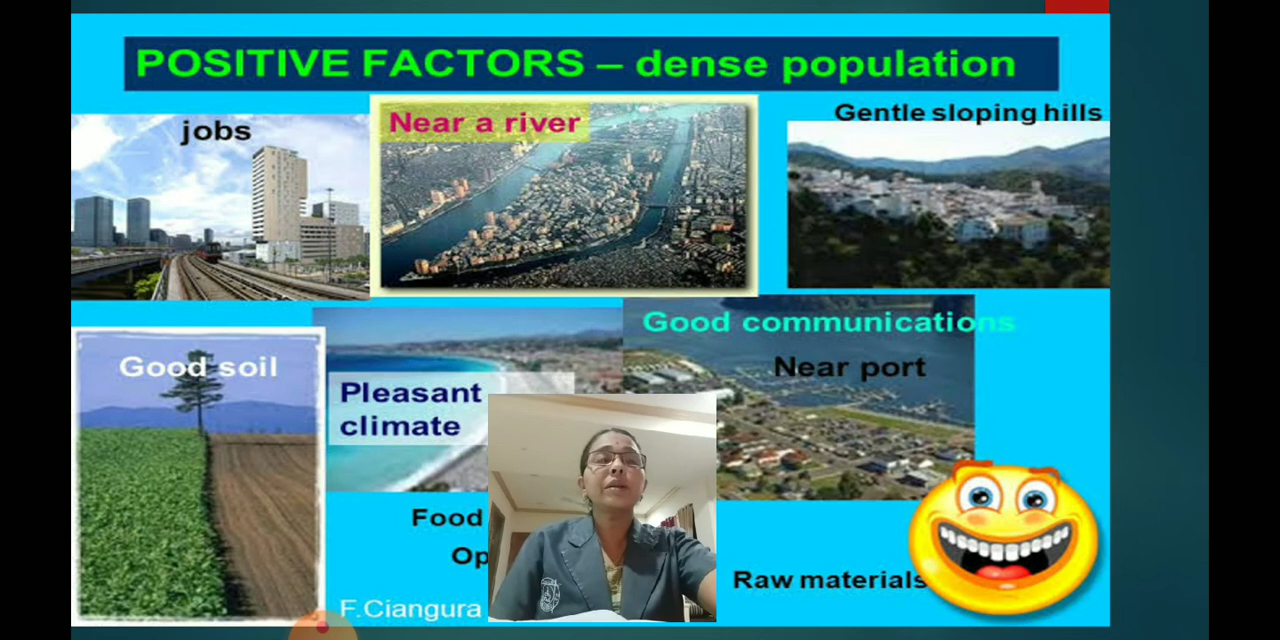 POSITIVE FACTORS – dense population
jobs
Near a river
Gentle sloping hills
Good soil
Pleasant
climate
Good communications
Near port
Food
Op
Raw materials
F.Ciangura